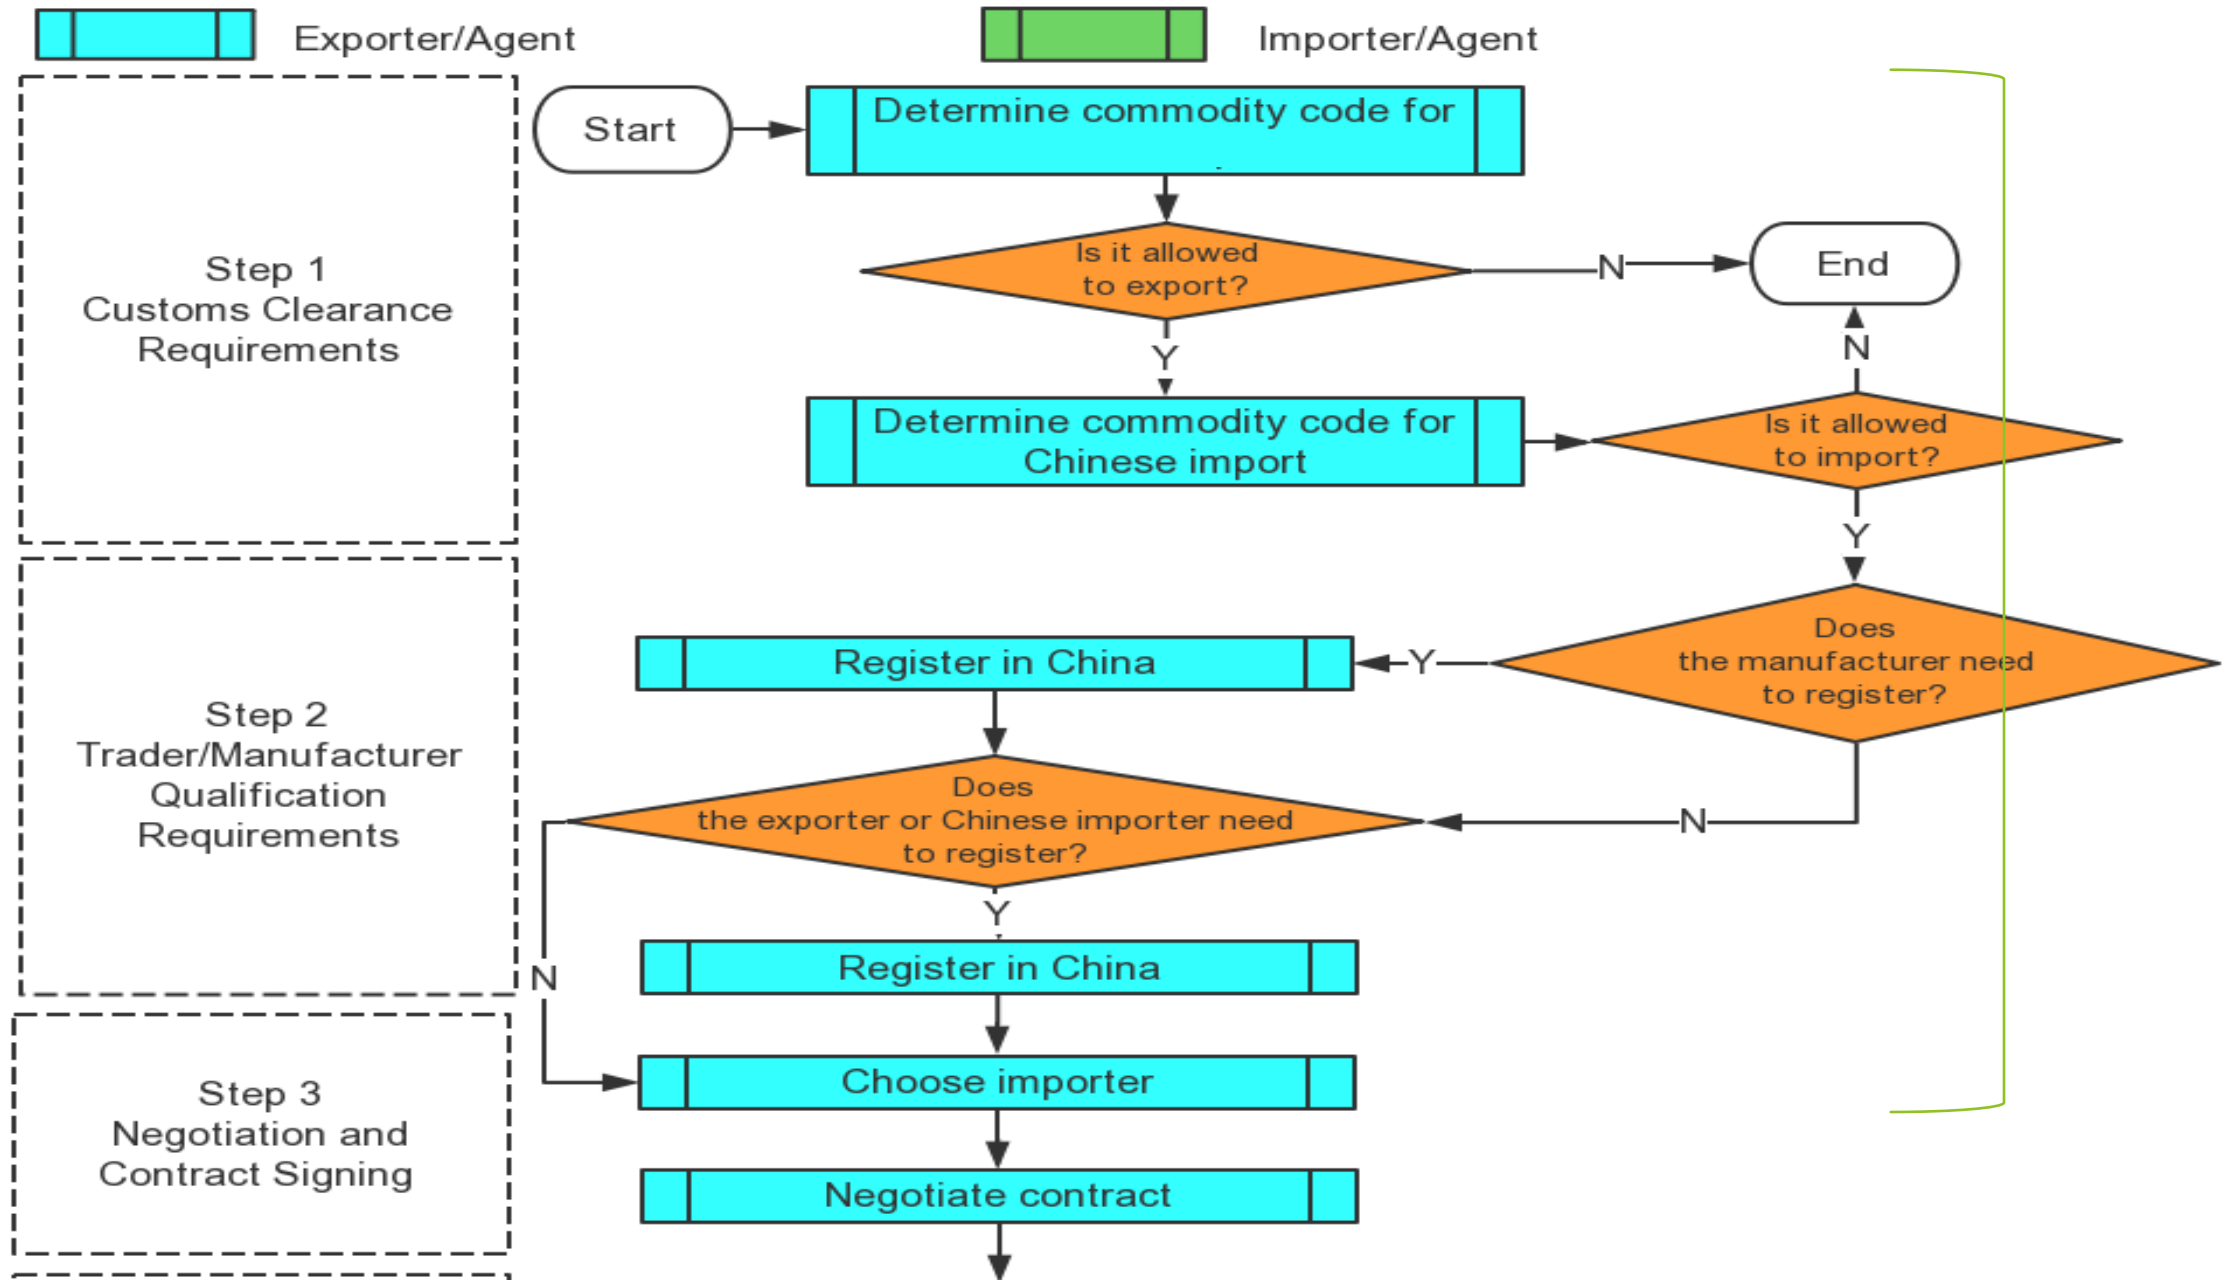 Exporter/Agent
Importer/Agent
Step 1
Customs Clearance
Requirements
Start
Determine commodity code for
Is it allowed
to export?
N
End
Y
N
Determine commodity code for
Chinese import
Is it allowed
to import?
Y
Step 2
Trader/Manufacturer
Qualification
Requirements
Does
the manufacturer need
to register?
Y
Register in China
N
Does
the exporter or Chinese importer need
to register?
Y
N
Register in China
Step 3
Negotiation and
Contract Signing
Choose importer
Negotiate contract